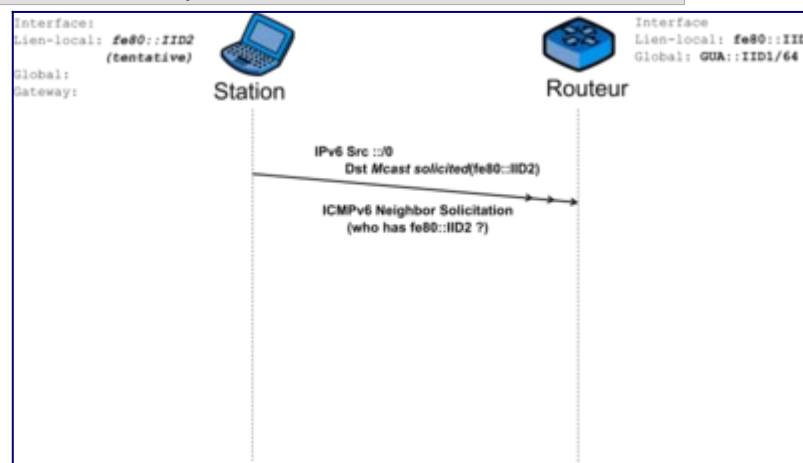 Interface:
Lien-local: fe80::IID2
(tentative)
Global:
Gateway:
Station
Routeur
Interface
Lien-local: fe80::IID
Global: GUA::IID1/64
IPv6 Src ::/0
Dst Mcast solicited(fe80::IID2)
ICMPv6 Neighbor Solicitation
(who has fe80::IID2 ?)